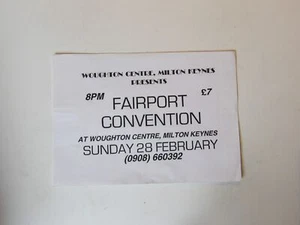 WOUGHTON CENTRE, MILTON KEYNES
PRESENTS
8PM £7
FAIRPORT
CONVENTION
AT WOUGHTON CENTRE, MILTON KEYNES
SUNDAY 28 FEBRUARY
(0908) 660392